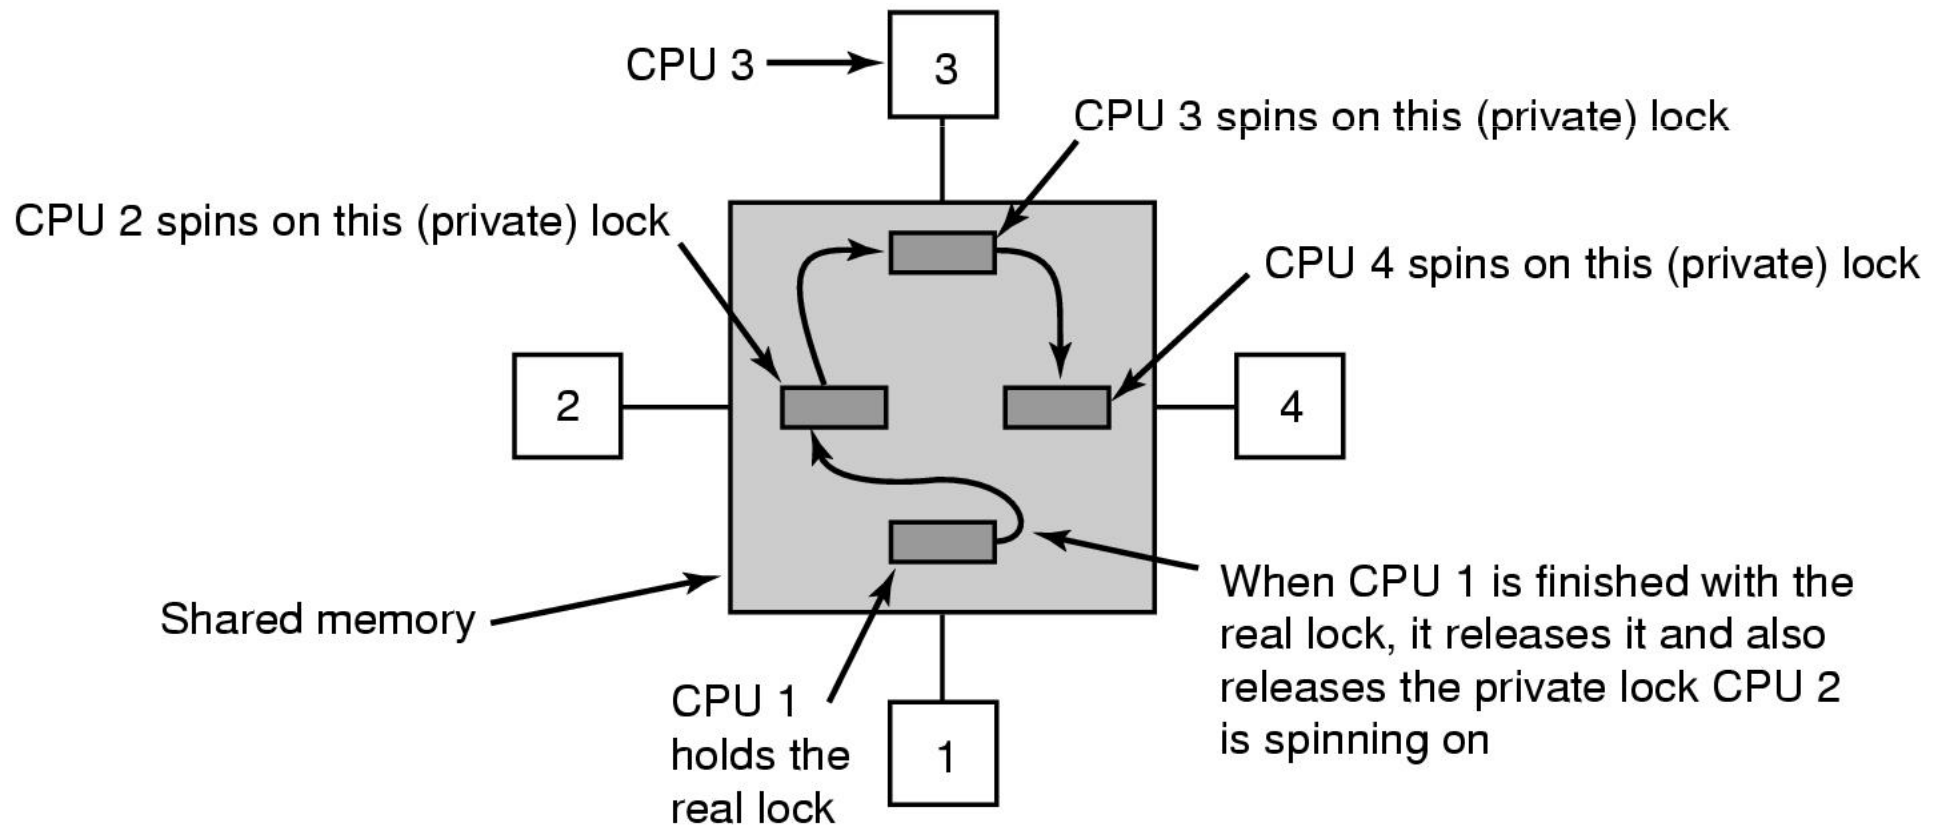 CPU 3
3
CPU 3 spins on this (private) lock
CPU 2 spins on this (private) lock
CPU 4 spins on this (private) lock
2
4
Shared memory
When CPU 1 is finished with the
real lock, it releases it and also
releases the private lock CPU 2
is spinning on
CPU 1
holds the
real lock
1